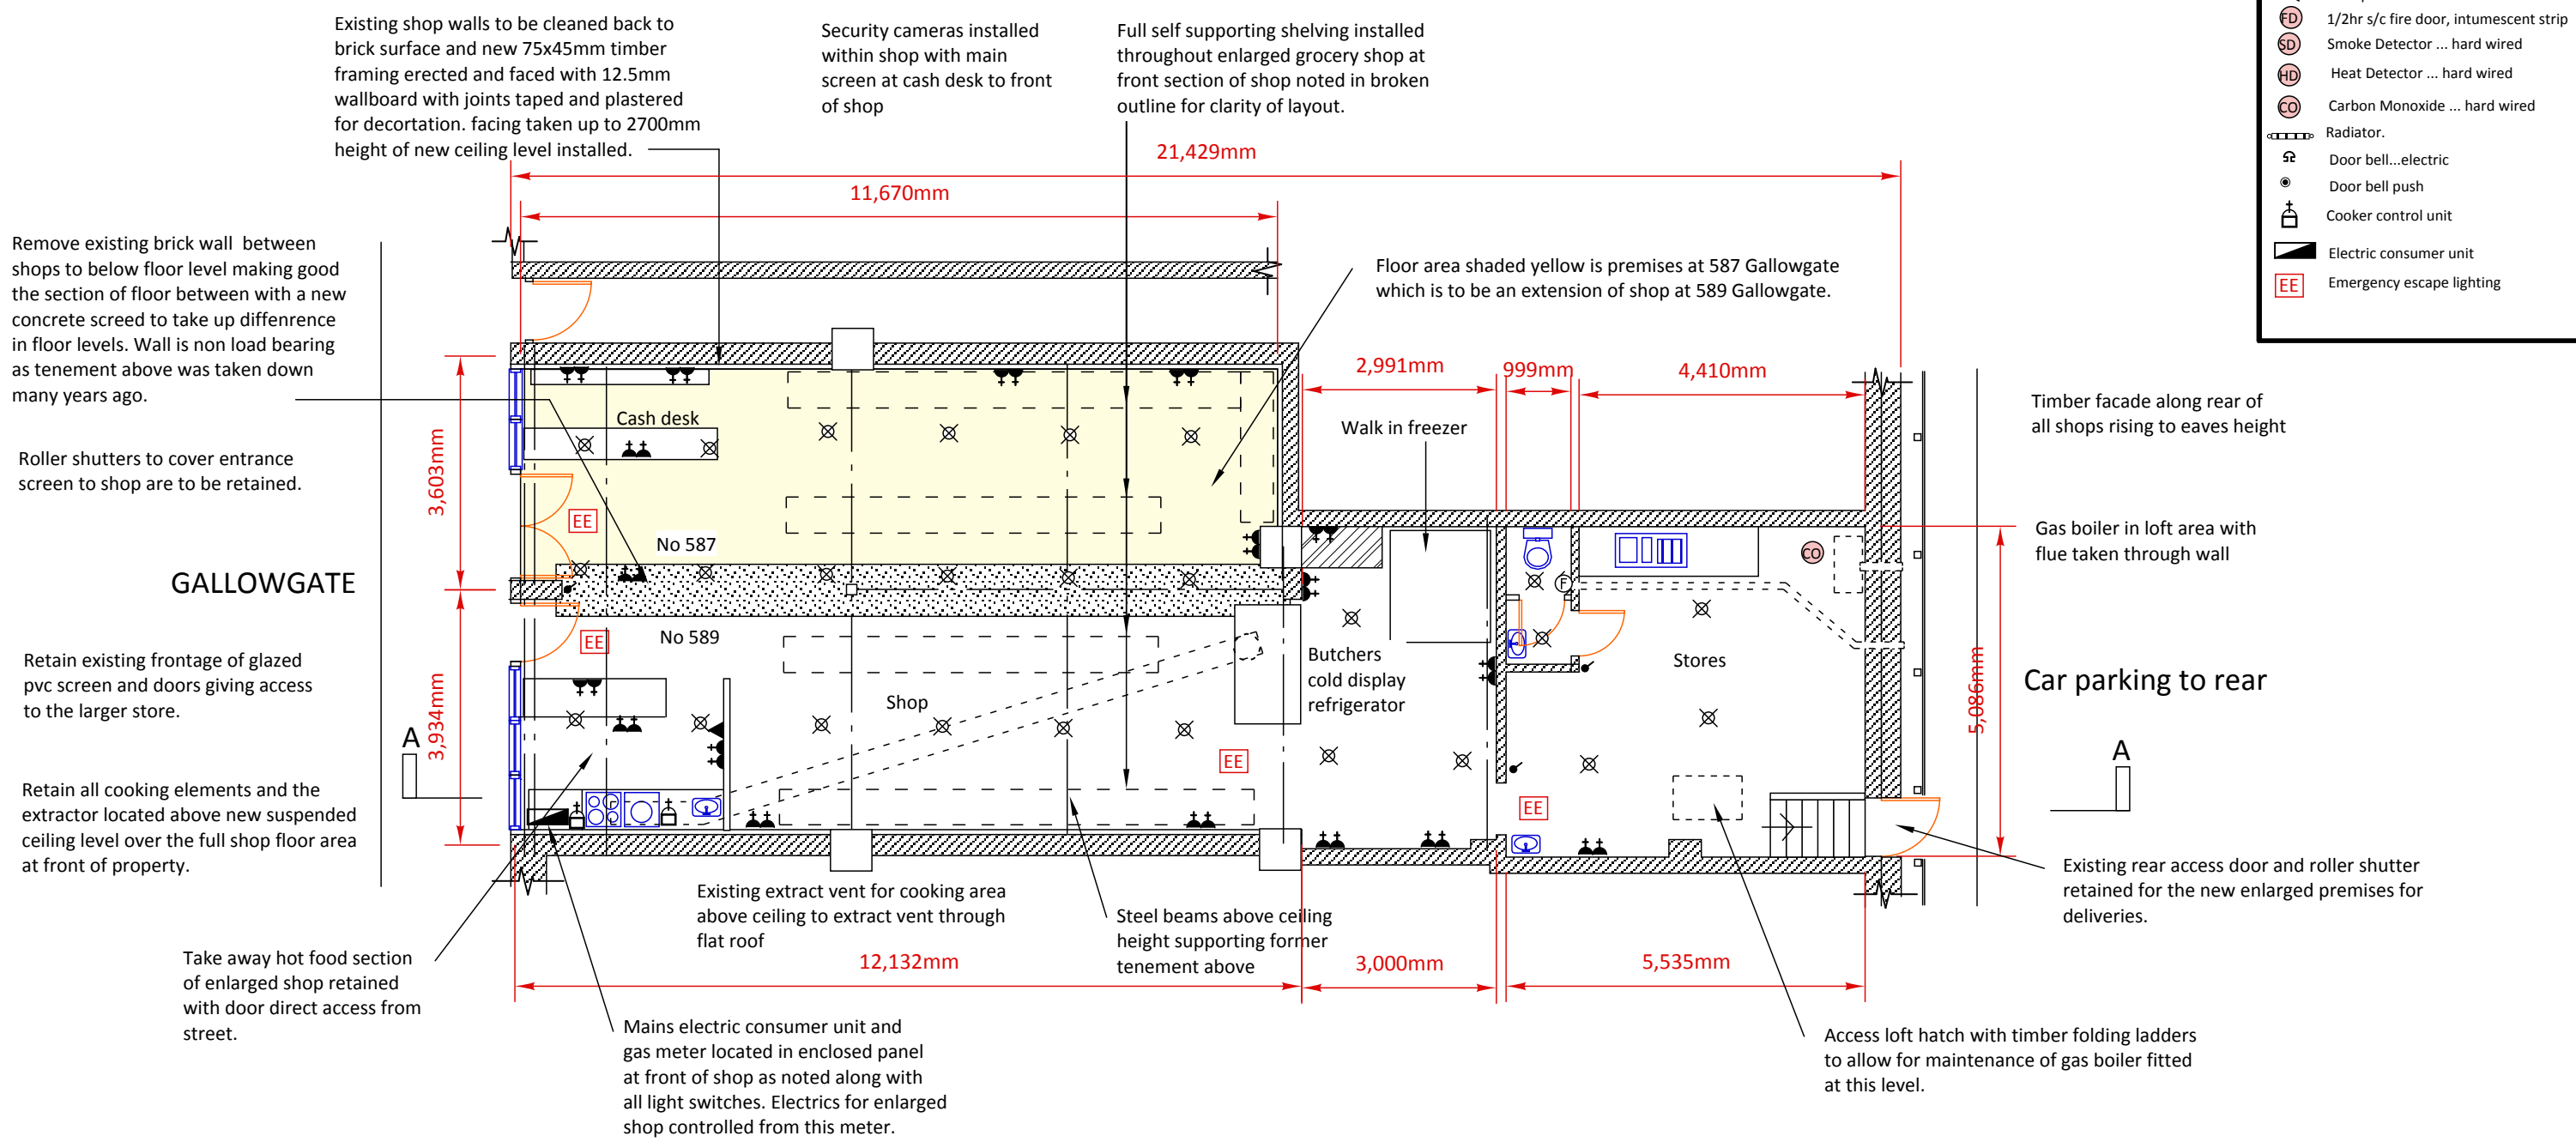 Existing shop walls to be cleaned back to
brick surface and new 75x45mm timber
framing erected and faced with 12.5mm
wallboard with joints taped and plastered
for decortation. facing taken up to 2700mm
height of new ceiling level installed.
Security cameras installed
within shop with main
screen at cash desk to front
of shop
Full self supporting shelving installed
throughout enlarged grocery shop at
front section of shop noted in broken
outline for clarity of layout.
FD 1/2hr s/c fire door, intumescent strip
SD Smoke Detector ... hard wired
HD Heat Detector ... hard wired
CO Carbon Monoxide ... hard wired
Radiator.
Door bell...electric
Door bell push
Cooker control unit
Electric consumer unit
EE Emergency escape lighting
21,429mm
11,670mm
Remove existing brick wall between
shops to below floor level making good
the section of floor between with a new
concrete screed to take up diffenrence
in floor levels. Wall is non load bearing
as tenement above was taken down
many years ago.
Floor area shaded yellow is premises at 587 Gallowgate
which is to be an extension of shop at 589 Gallowgate.
2,991mm
999mm
4,410mm
Timber facade along rear of
all shops rising to eaves height
Cash desk
Walk in freezer
Roller shutters to cover entrance
screen to shop are to be retained.
3,603mm
EE
No 587
CO
F
Gas boiler in loft area with
flue taken through wall
GALLOWGATE
EE
No 589
Retain existing frontage of glazed
pvc screen and doors giving access
to the larger store.
3,934mm
Shop
Butchers
cold display
refrigerator
Stores
5,086mm
Car parking to rear
A
A
EE
EE
Retain all cooking elements and the
extractor located above new suspended
ceiling level over the full shop floor area
at front of property.
Existing extract vent for cooking area
above ceiling to extract vent through
flat roof
Steel beams above ceiling
height supporting former
tenement above
Existing rear access door and roller shutter
retained for the new enlarged premises for
deliveries.
Take away hot food section
of enlarged shop retained
with door direct access from
street.
12,132mm
3,000mm
5,535mm
Mains electric consumer unit and
gas meter located in enclosed panel
at front of shop as noted along with
all light switches. Electrics for enlarged
shop controlled from this meter.
Access loft hatch with timber folding ladders
to allow for maintenance of gas boiler fitted
at this level.